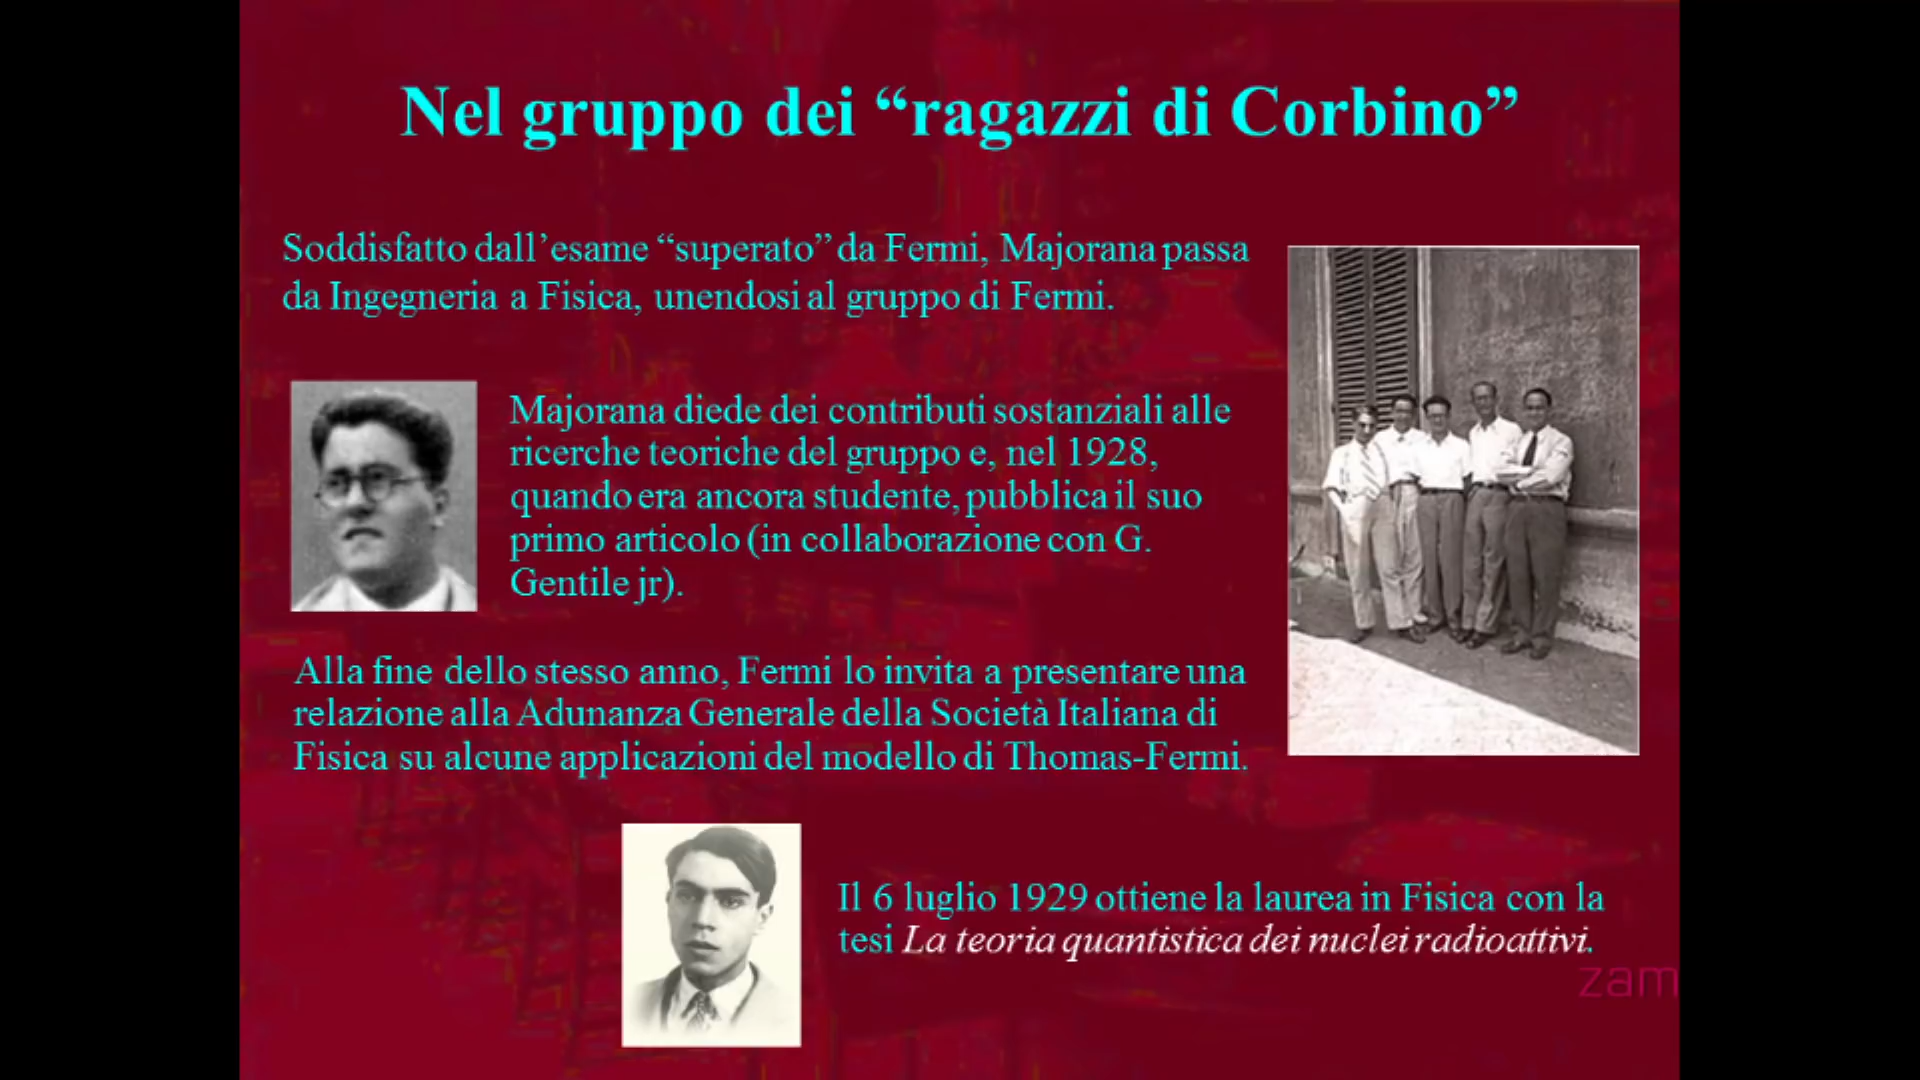 Nel gruppo dei “ragazzi di Corbino”
Soddisfatto dall’esame “superato” da Fermi, Majorana passa
da Ingegneria a Fisica, unendosi al gruppo di Fermi.
Majorana diede dei contributi sostanziali alle
ricerche teoriche del gruppo e, nel 1928,
quando era ancora studente, pubblica il suo
primo articolo (in collaborazione con G.
Gentile jr).
Alla fine dello stesso anno, Fermi lo invita a presentare una
relazione alla Adunanza Generale della Società Italiana di
Fisica su alcune applicazioni del modello di Thomas-Fermi.
Il 6 luglio 1929 ottiene la laurea in Fisica con la
tesi La teoria quantistica dei nuclei radioattivi.
zam